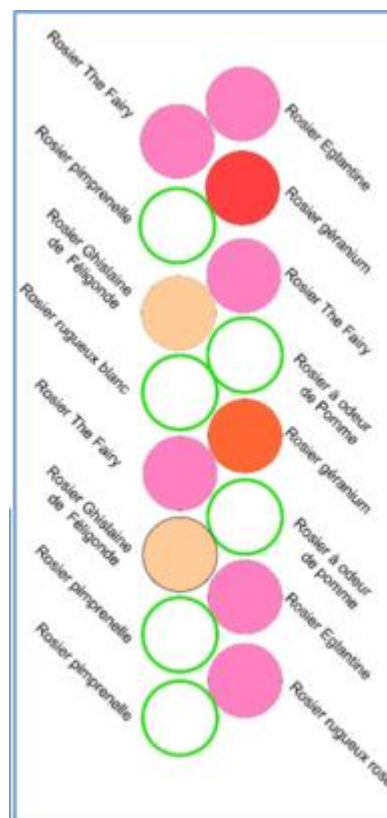 Rosier The Fairy
Rosier Eglantine
Rosier pimprenelle
Rosier géranium
Rosier Ghislaine
de Féligonde
Rosier The Fairy
Rosier rugueux blanc
Rosier à odeur
de Pomme
Rosier The Fairy
Rosier géranium
Rosier Ghislaine
de Féligonde
Rosier à odeur
de pomme
Rosier pimprenelle
Rosier Eglantine
Rosier pimprenelle
Rosier rugueux rose